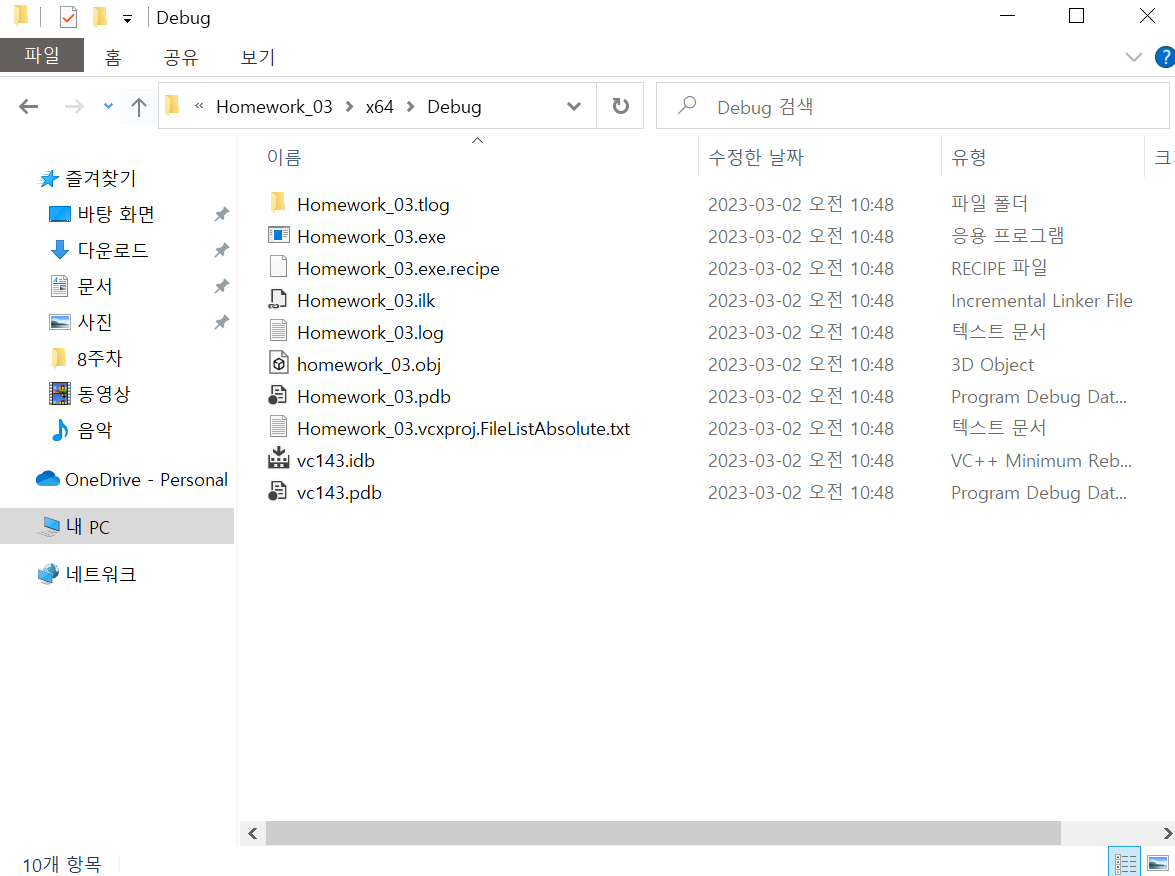 Debug
파일 홈 공유 보기 ?
« Homework_03 > x64 > Debug
Debug 검색
이름 수정한 날짜 유형
즐겨찾기
바탕 화면
다운로드
문서
사진
8주차
동영상
음악
OneDrive - Personal
내 PC
네트워크
Homework_03.tlog 2023-03-02 오전 10:48 파일 폴더
Homework_03.exe 2023-03-02 오전 10:48 응용 프로그램
Homework_03.exe.recipe 2023-03-02 오전 10:48 RECIPE 파일
Homework_03.ilk 2023-03-02 오전 10:48 Incremental Linker File
Homework_03.log 2023-03-02 오전 10:48 텍스트 문서
homework_03.obj 2023-03-02 오전 10:48 3D Object
Homework_03.pdb 2023-03-02 오전 10:48 Program Debug Dat...
Homework_03.vcxproj.FileListAbsolute.txt 2023-03-02 오전 10:48 텍스트 문서
vc143.idb 2023-03-02 오전 10:48 VC++ Minimum Reb...
vc143.pdb 2023-03-02 오전 10:48 Program Debug Dat...
10개 항목